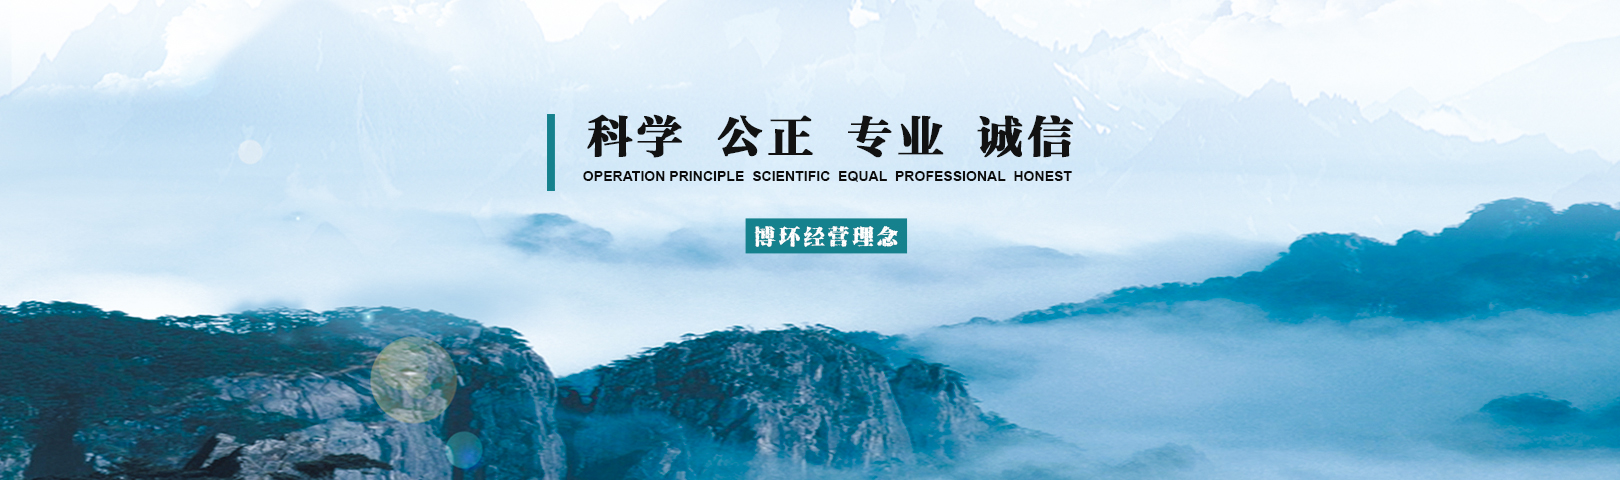 科学 公正 专业 诚信
OPERATION PRINCIPLE SCIENTIFIC EQUAL PROFESSIONAL HONEST
博环经营理念